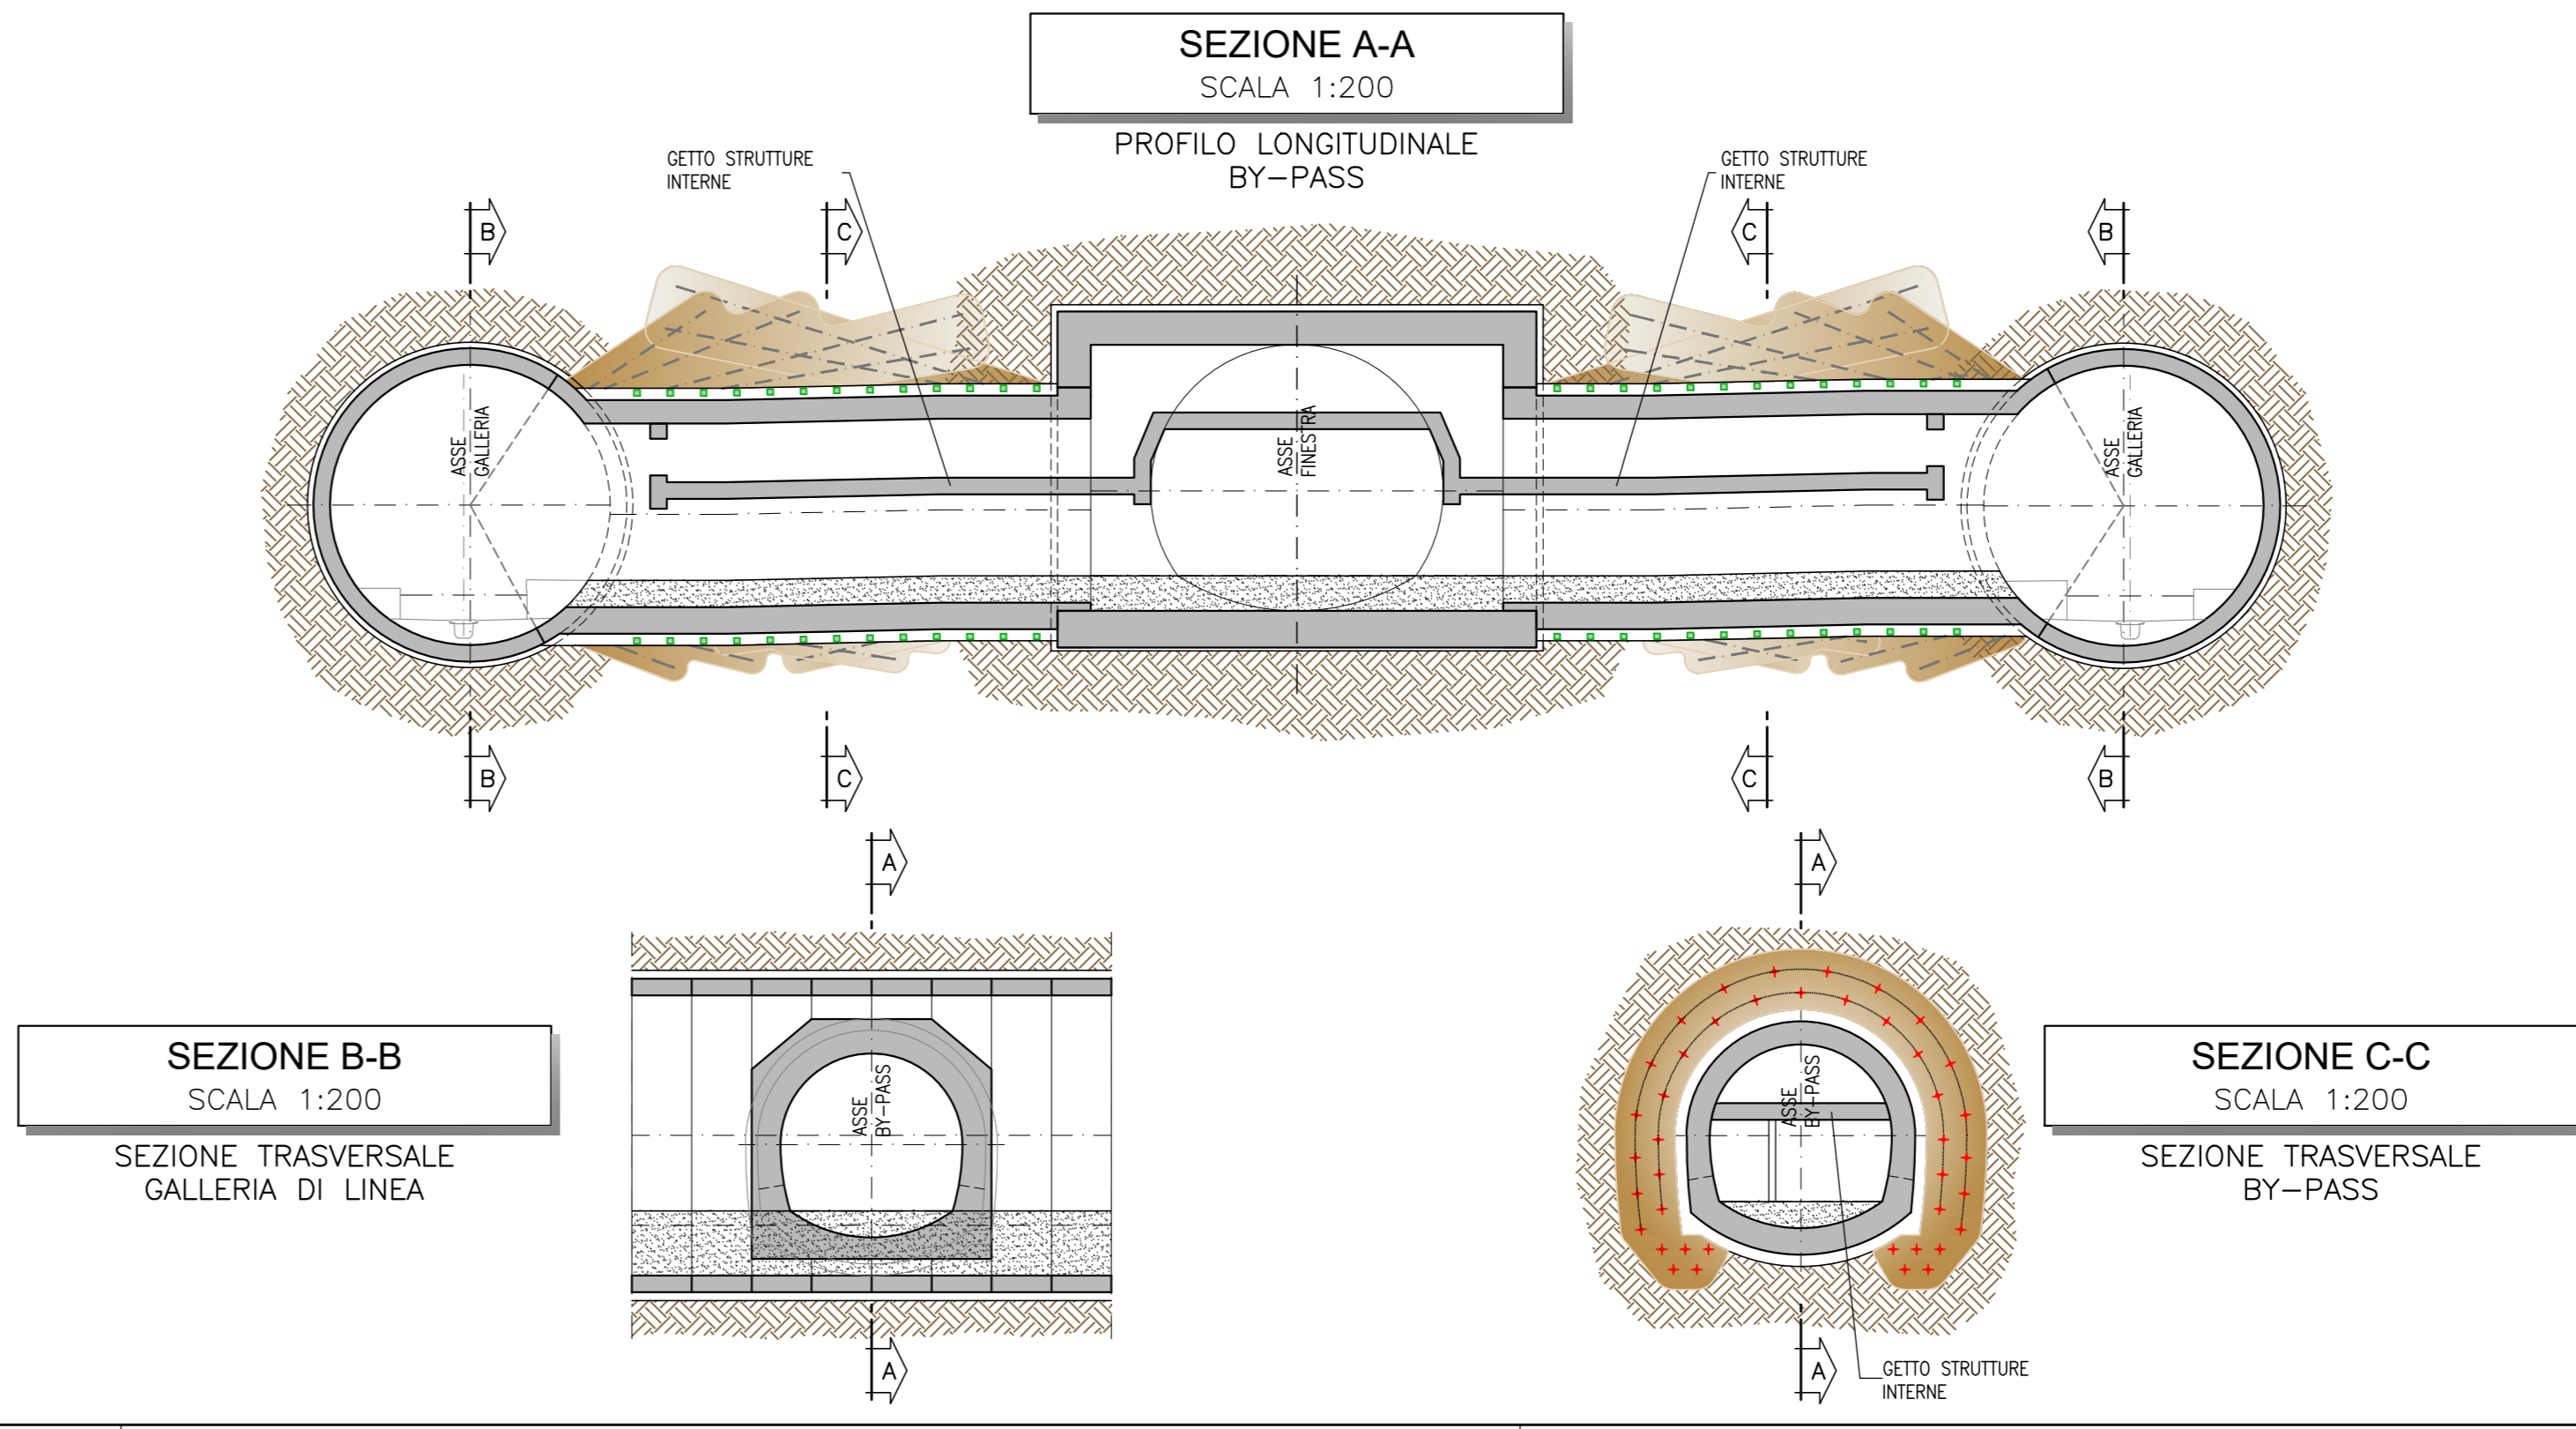 SEZIONE A-A
SCALA 1:200
PROFILO LONGITUDINALE
BY-PASS
GETTO STRUTTURE
INTERNE
GETTO STRUTTURE
INTERNE
B
C
C
B
ASSE
GALLERIA
ASSE
FINESTRA
ASSE
GALLERIA
B
C
C
B
A
A
SEZIONE B-B
SCALA 1:200
SEZIONE TRASVERSALE
GALLERIA DI LINEA
ASSE
BY-PASS
ASSE
BY-PASS
SEZIONE C-C
SCALA 1:200
SEZIONE TRASVERSALE
BY-PASS
A
A
GETTO STRUTTURE
INTERNE